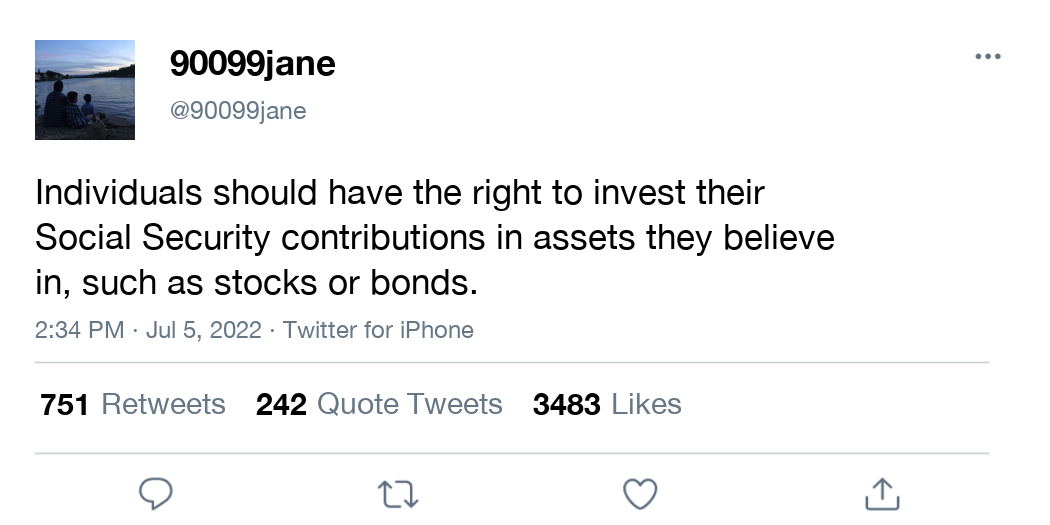 90099jane
@90099jane
Individuals should have the right to invest their
Social Security contributions in assets they believe
in, such as stocks or bonds.
2:34 PM · Jul 5, 2022 · Twitter for iPhone
751 Retweets 242 Quote Tweets 3483 Likes